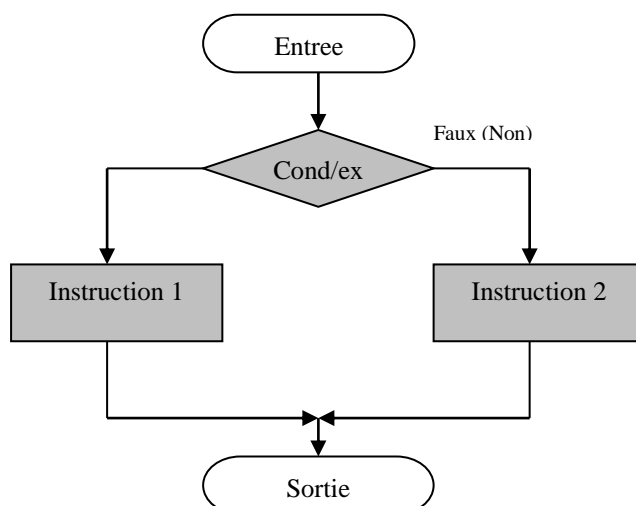 Entree
Faux (Non)
Cond/ex
Instruction 1
Instruction 2
Sortie